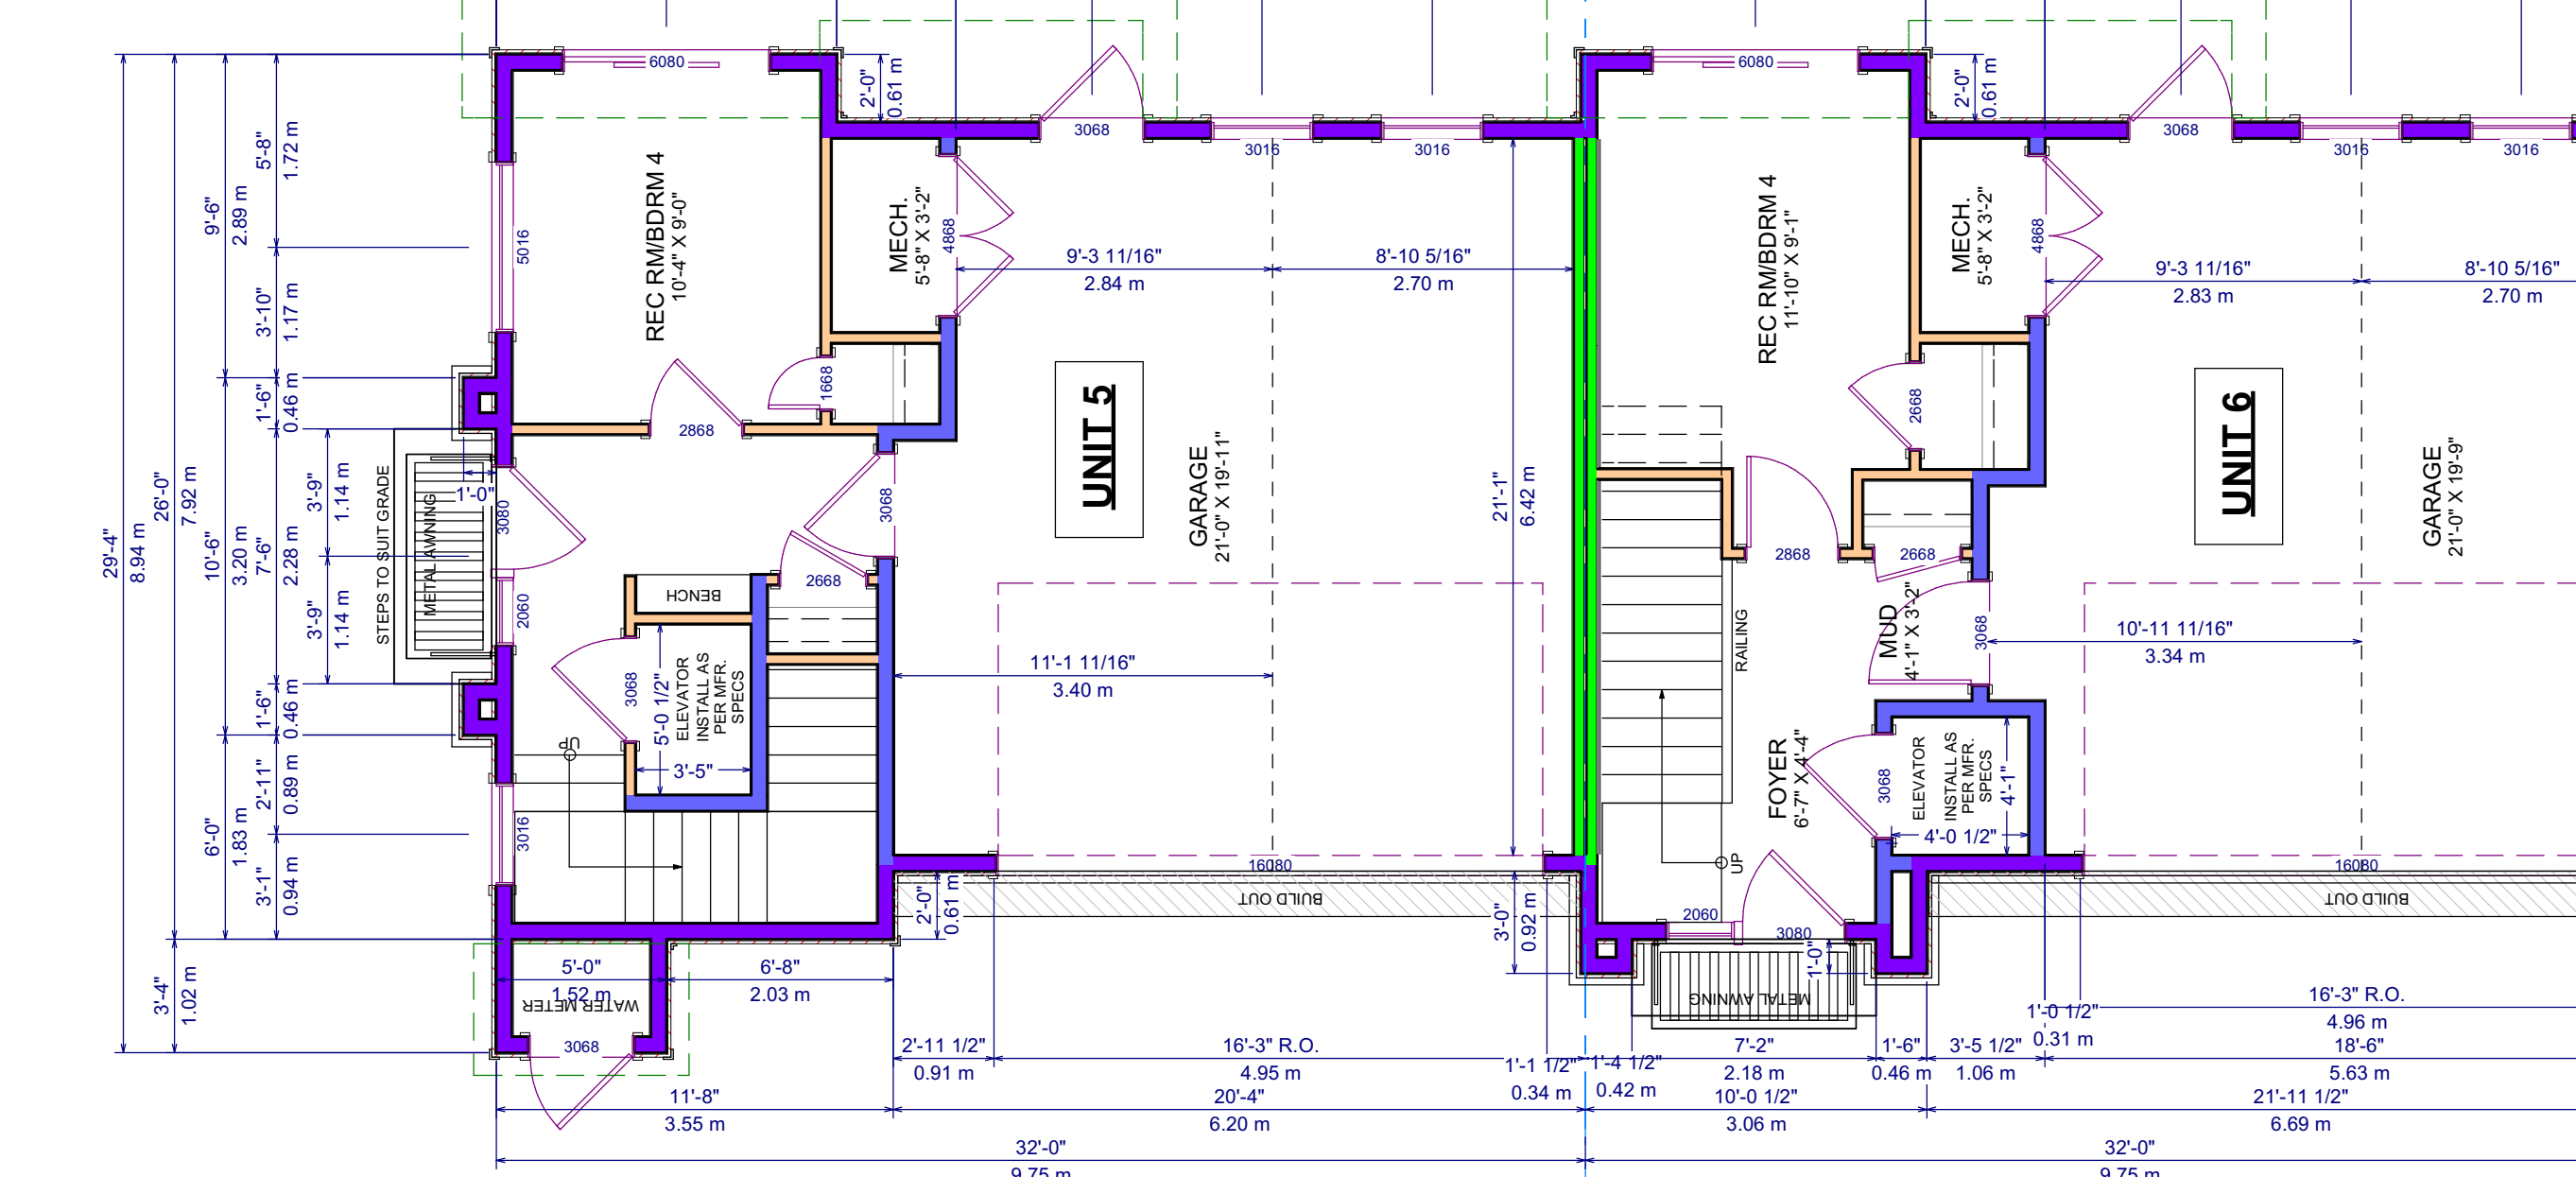 6080
2'-0"
0.61 m
3068
3016
3016
6080
2'-0"
0.61 m
3068
3016
3016
5'-8"
1.72 m
9'-6"
2.89 m
3'-10"
1.17 m
5016
REC RM/BDRM 4
10'-4" X 9'-0"
MECH.
5'-8" X 3'-2"
4868
9'-3 11/16"
2.84 m
8'-10 5/16"
2.70 m
REC RM/BDRM 4
11'-10" X 9'-1"
MECH.
5'-8" X 3'-2"
4868
9'-3 11/16"
2.83 m
8'-10 5/16"
2.70 m
1'-6"
0.46 m
2868
1668
UNIT 5
GARAGE
21'-0" X 19'-11"
21'-1"
6.42 m
2668
UNIT 6
GARAGE
21'-0" X 19'-9"
29'-4"
8.94 m
26'-0"
7.92 m
10'-6"
3.20 m
7'-6"
2.28 m
3'-9"
1.14 m
3'-9"
1.14 m
STEPS TO SUIT GRADE
METAL AWNING
1'-0"
3080
2060
3068
2668
BENCH
2868
2668
MUD
4'-1" X 3'-2"
3068
RAILING
10'-11 11/16"
3.34 m
11'-1 11/16"
3.40 m
3068
5'-0 1/2"
ELEVATOR
INSTALL AS
PER MFR.
SPECS
3'-5"
UP
1'-6"
0.46 m
2'-11"
0.89 m
6'-0"
1.83 m
3'-1"
0.94 m
3016
FOYER
6'-7" X 4'-4"
3068
ELEVATOR
INSTALL AS
PER MFR.
SPECS
4'-1"
4'-0 1/2"
UP
16080
BUILD OUT
2'-0"
0.61 m
3'-0"
0.92 m
2060
3080
1'-0"
METAL AWNING
16080
BUILD OUT
3'-4"
1.02 m
5'-0"
1.52 m
WATER METER
6'-8"
2.03 m
3068
2'-11 1/2"
0.91 m
16'-3" R.O.
4.95 m
1'-1 1/2"
0.34 m
1'-4 1/2"
0.42 m
7'-2"
2.18 m
1'-6"
0.46 m
3'-5 1/2"
1.06 m
1'-0 1/2"
0.31 m
16'-3" R.O.
4.96 m
18'-6"
5.63 m
11'-8"
3.55 m
20'-4"
6.20 m
10'-0 1/2"
3.06 m
21'-11 1/2"
6.69 m
32'-0"
9.75 m
32'-0"
9.75 m